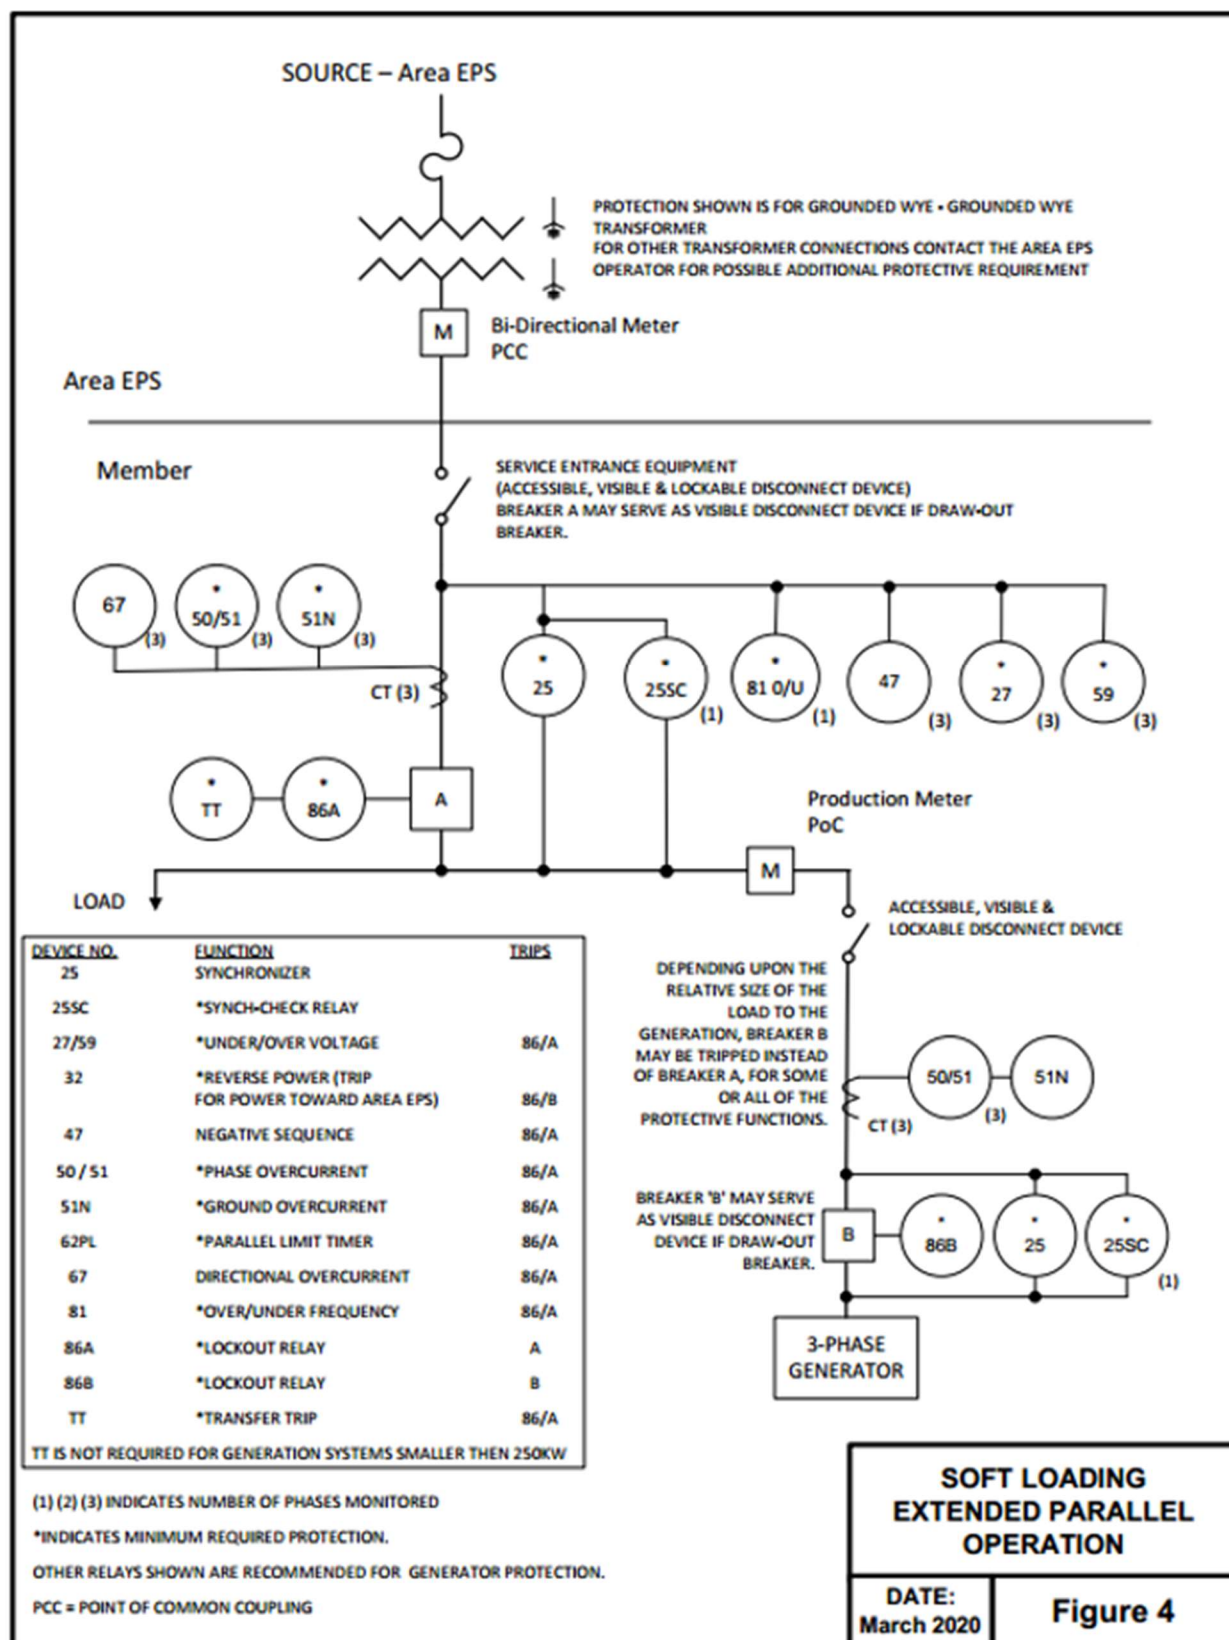 SOURCE – Area EPS
PROTECTION SHOWN IS FOR GROUNDED WYE - GROUNDED WYE
TRANSFORMER
FOR OTHER TRANSFORMER CONNECTIONS CONTACT THE AREA EPS
OPERATOR FOR POSSIBLE ADDITIONAL PROTECTIVE REQUIREMENT
M
Bi-Directional Meter
PCC
Area EPS
Member
SERVICE ENTRANCE EQUIPMENT
(ACCESSIBLE, VISIBLE & LOCKABLE DISCONNECT DEVICE)
BREAKER A MAY SERVE AS VISIBLE DISCONNECT DEVICE IF DRAW-OUT
BREAKER.
67
(3)
*
50/51
(3)
*
51N
(3)
CT (3)
*
25
*
25SC
(1)
*
81 O/U
(1)
47
(3)
*
27
(3)
*
59
(3)
*
TT
*
86A
A
Production Meter
PoC
M
LOAD
ACCESSIBLE, VISIBLE &
LOCKABLE DISCONNECT DEVICE
DEPENDING UPON THE
RELATIVE SIZE OF THE
LOAD TO THE
GENERATION, BREAKER B
MAY BE TRIPPED INSTEAD
OF BREAKER A, FOR SOME
OR ALL OF THE
PROTECTIVE FUNCTIONS.
CT (3)
50/51
(3)
51N
BREAKER 'B' MAY SERVE
AS VISIBLE DISCONNECT
DEVICE IF DRAW-OUT
BREAKER.
B
*
86B
*
25
*
25SC
(1)
3-PHASE
GENERATOR
DEVICE NO. FUNCTION TRIPS
25 SYNCHRONIZER
25SC *SYNCH-CHECK RELAY
27/59 *UNDER/OVER VOLTAGE 86/A
32 *REVERSE POWER (TRIP
FOR POWER TOWARD AREA EPS) 86/B
47 NEGATIVE SEQUENCE 86/A
50 / 51 *PHASE OVERCURRENT 86/A
51N *GROUND OVERCURRENT 86/A
62PL *PARALLEL LIMIT TIMER 86/A
67 DIRECTIONAL OVERCURRENT 86/A
81 *OVER/UNDER FREQUENCY 86/A
86A *LOCKOUT RELAY A
86B *LOCKOUT RELAY B
TT *TRANSFER TRIP 86/A
TT IS NOT REQUIRED FOR GENERATION SYSTEMS SMALLER THEN 250KW
(1) (2) (3) INDICATES NUMBER OF PHASES MONITORED
*INDICATES MINIMUM REQUIRED PROTECTION.
OTHER RELAYS SHOWN ARE RECOMMENDED FOR GENERATOR PROTECTION.
PCC = POINT OF COMMON COUPLING
SOFT LOADING
EXTENDED PARALLEL
OPERATION
DATE:
March 2020
Figure 4